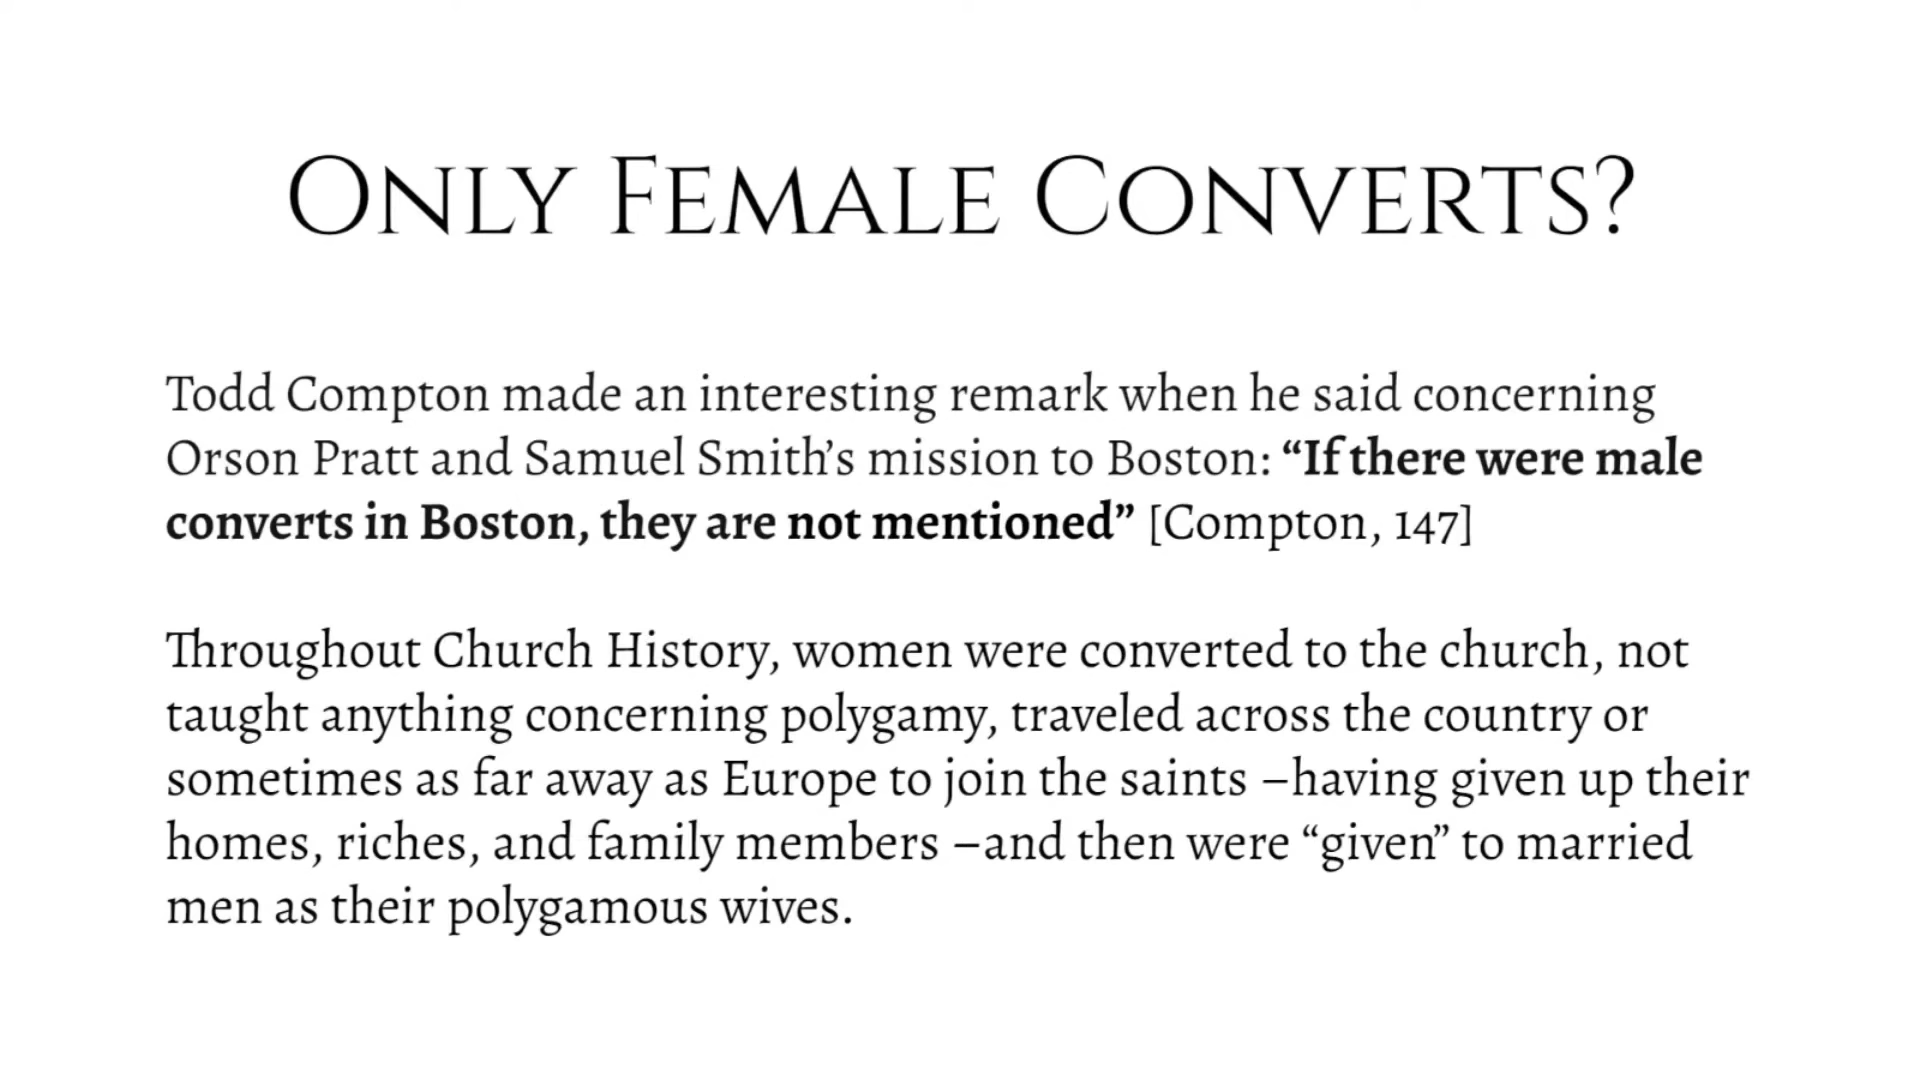 ONLY FEMALE CONVERTS?
Todd Compton made an interesting remark when he said concerning
Orson Pratt and Samuel Smith’s mission to Boston: “If there were male
converts in Boston, they are not mentioned” [Compton, 147]
Throughout Church History, women were converted to the church, not
taught anything concerning polygamy, traveled across the country or
sometimes as far away as Europe to join the saints –having given up their
homes, riches, and family members –and then were “given” to married
men as their polygamous wives.